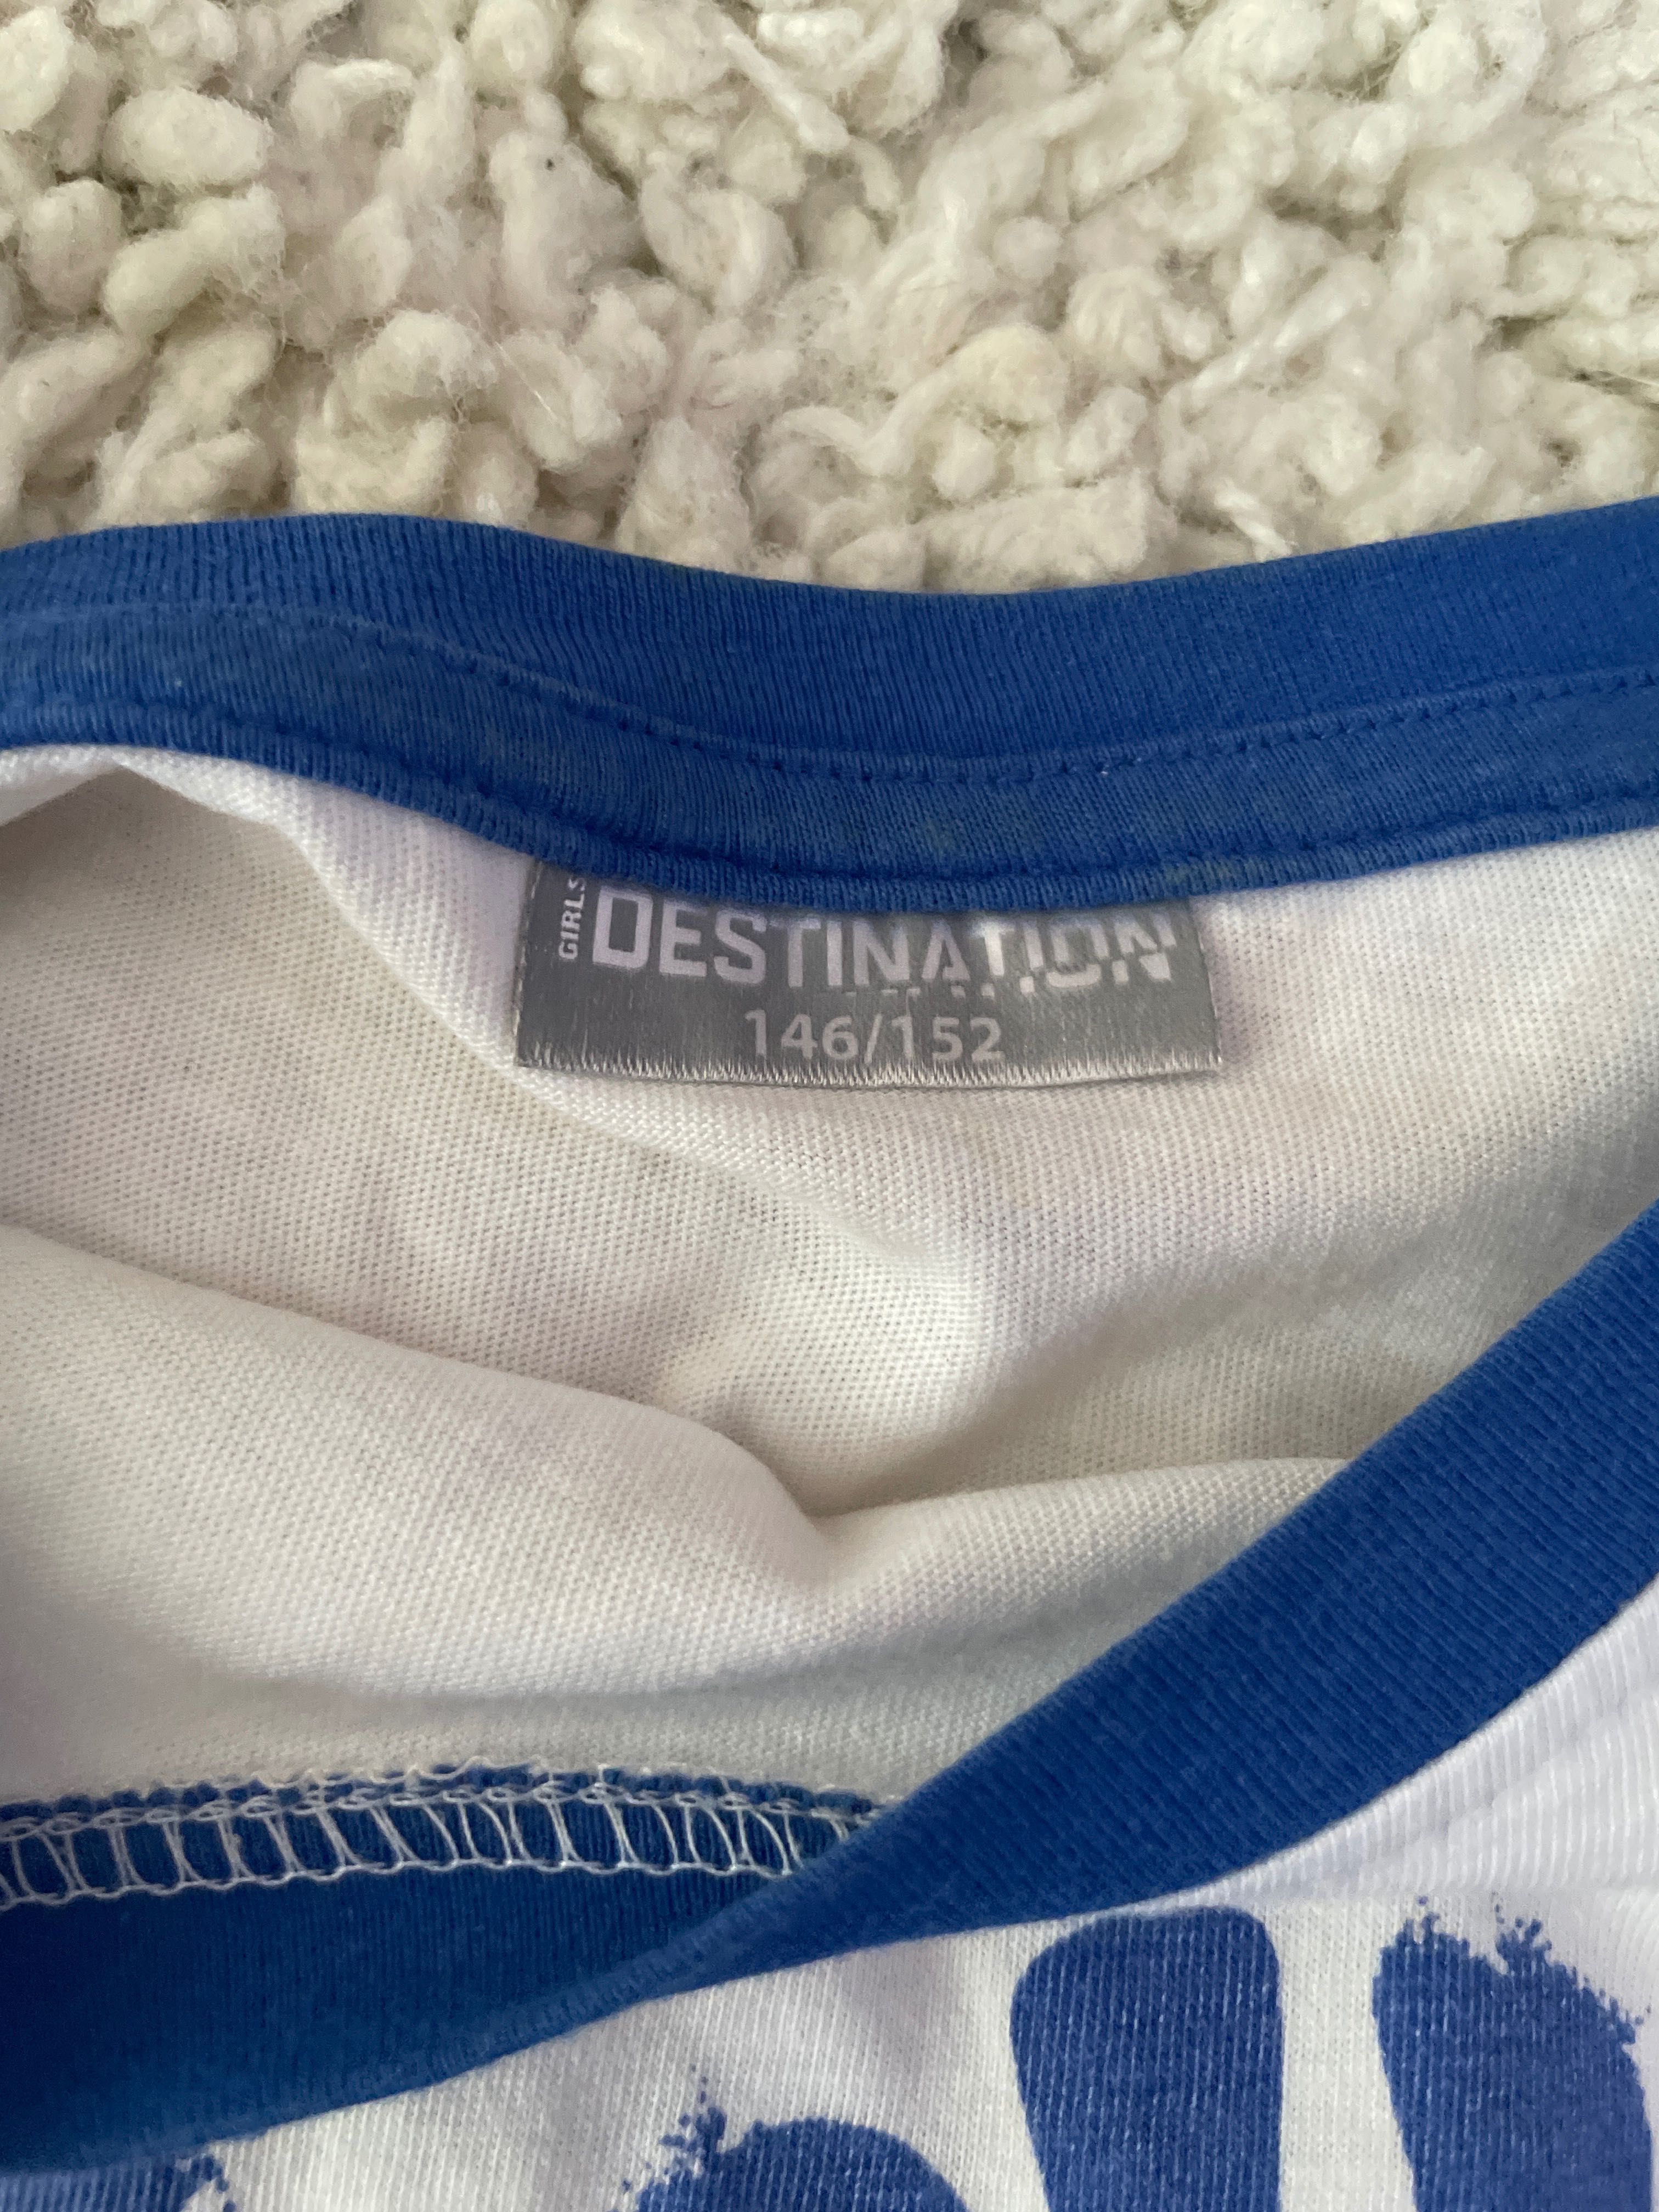 GIRLS
DESTINATION
146/152